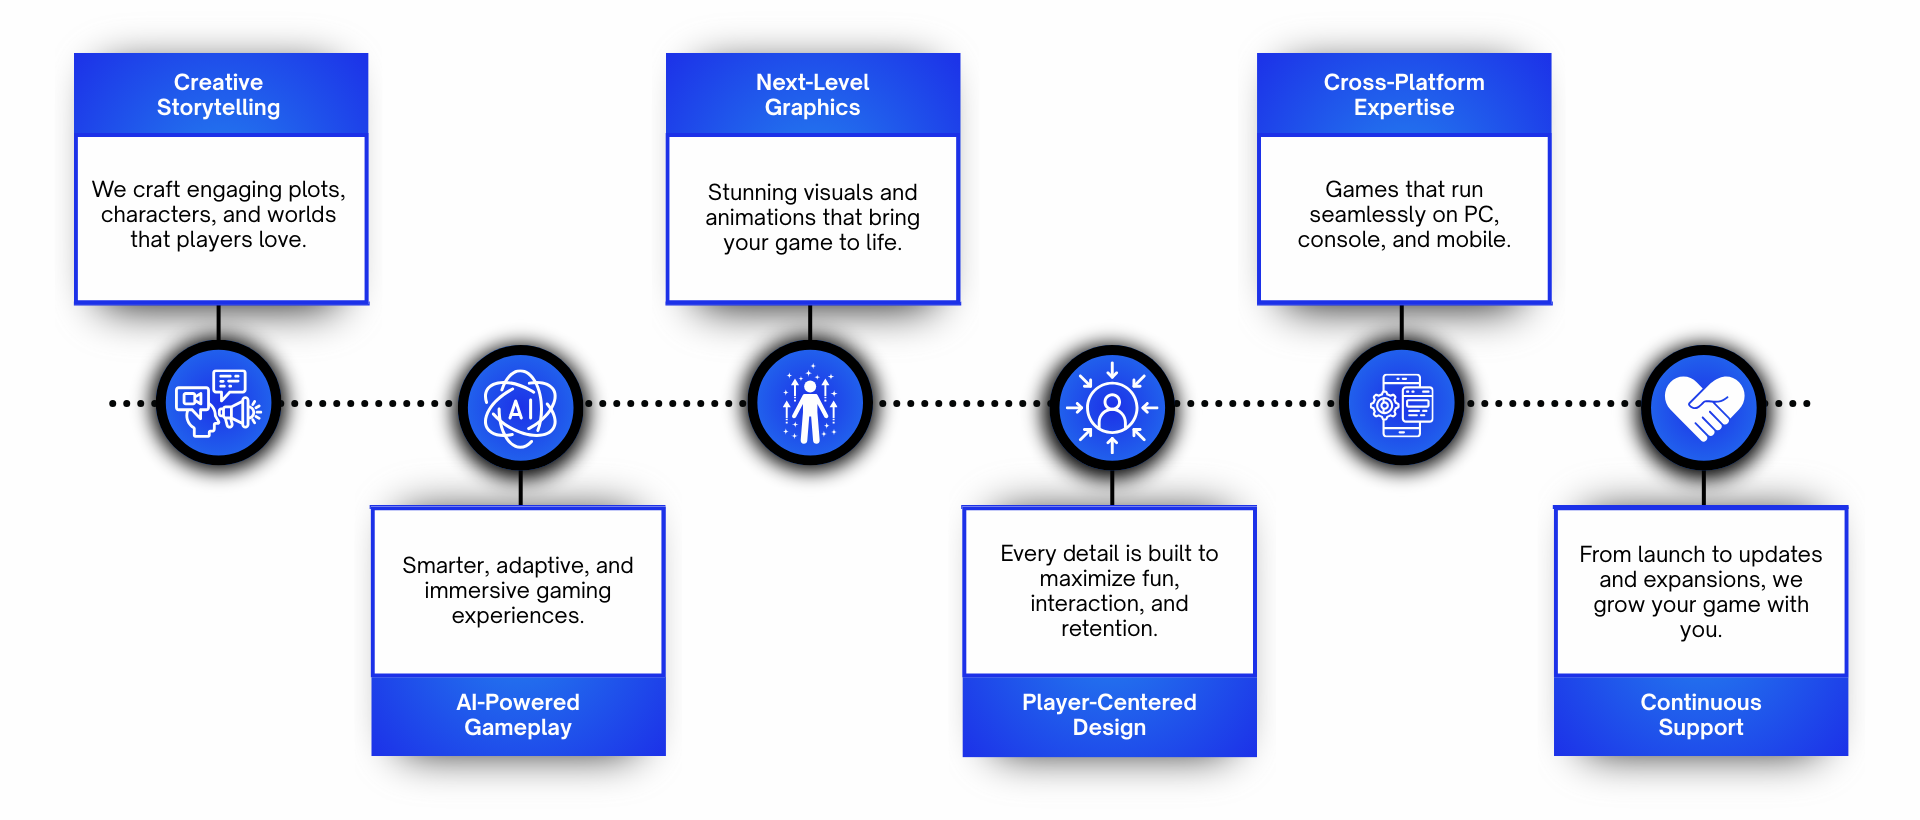 Creative
Storytelling
We craft engaging plots,
characters, and worlds
that players love.
AI
Smarter, adaptive, and
immersive gaming
experiences.
AI-Powered
Gameplay
Next-Level
Graphics
Stunning visuals and
animations that bring
your game to life.
Every detail is built to
maximize fun,
interaction, and
retention.
Player-Centered
Design
Cross-Platform
Expertise
Games that run
seamlessly on PC,
console, and mobile.
From launch to updates
and expansions, we
grow your game with
you.
Continuous
Support